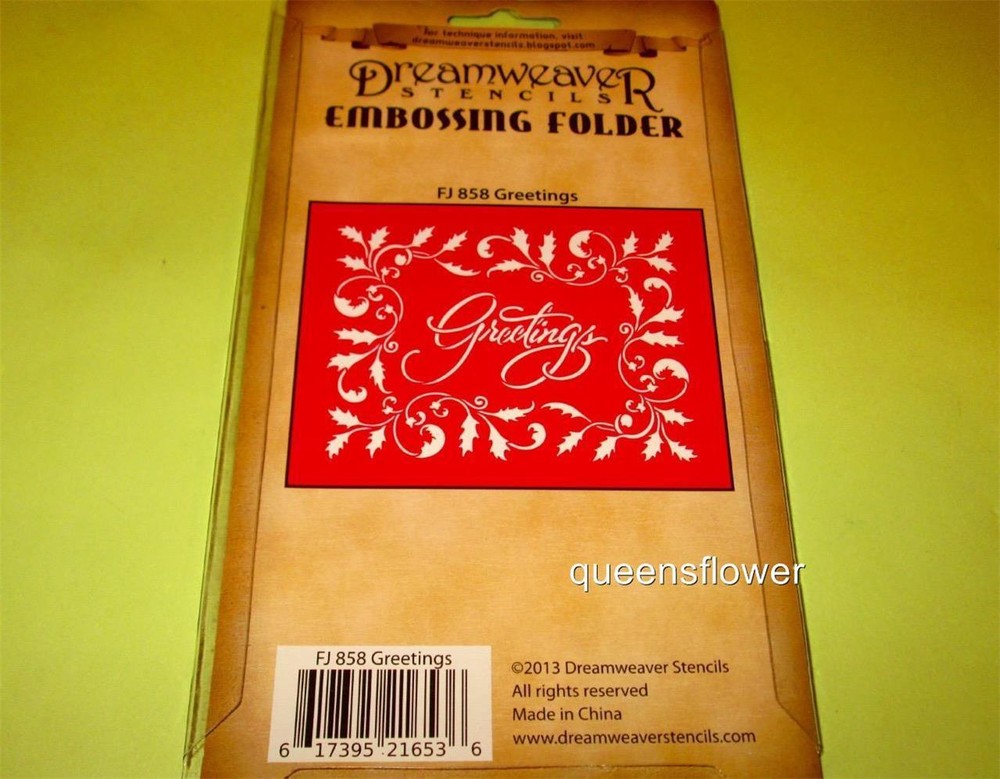 for technique information, visit
dreamweaverstencils.blogspot.com
DreamweaveR
STENCILS
EMBOSSING FOLDER
FJ 858 Greetings
Greetings
queensflower
FJ 858 Greetings
6 17395 21653 6
©2013 Dreamweaver Stencils
All rights reserved
Made in China
www.dreamweaverstencils.com